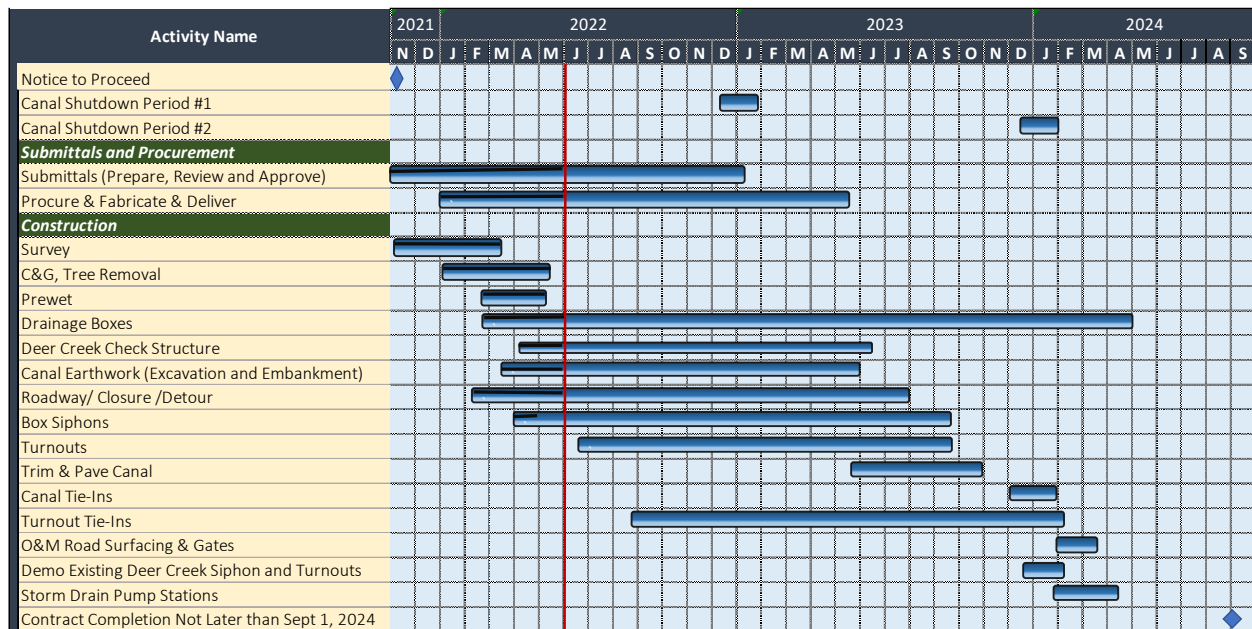 2021 2022 2023 2024
Activity Name
N D J F M A M J J A S O N D J F M A M J J A S O N D J F M A M J J A S
Notice to Proceed
Canal Shutdown Period #1
Canal Shutdown Period #2
Submittals and Procurement
Submittals (Prepare, Review and Approve)
Procure & Fabricate & Deliver
Construction
Survey
C&G, Tree Removal
Prewet
Drainage Boxes
Deer Creek Check Structure
Canal Earthwork (Excavation and Embankment)
Roadway/ Closure /Detour
Box Siphons
Turnouts
Trim & Pave Canal
Canal Tie-Ins
Turnout Tie-Ins
O&M Road Surfacing & Gates
Demo Existing Deer Creek Siphon and Turnouts
Storm Drain Pump Stations
Contract Completion Not Later than Sept 1, 2024